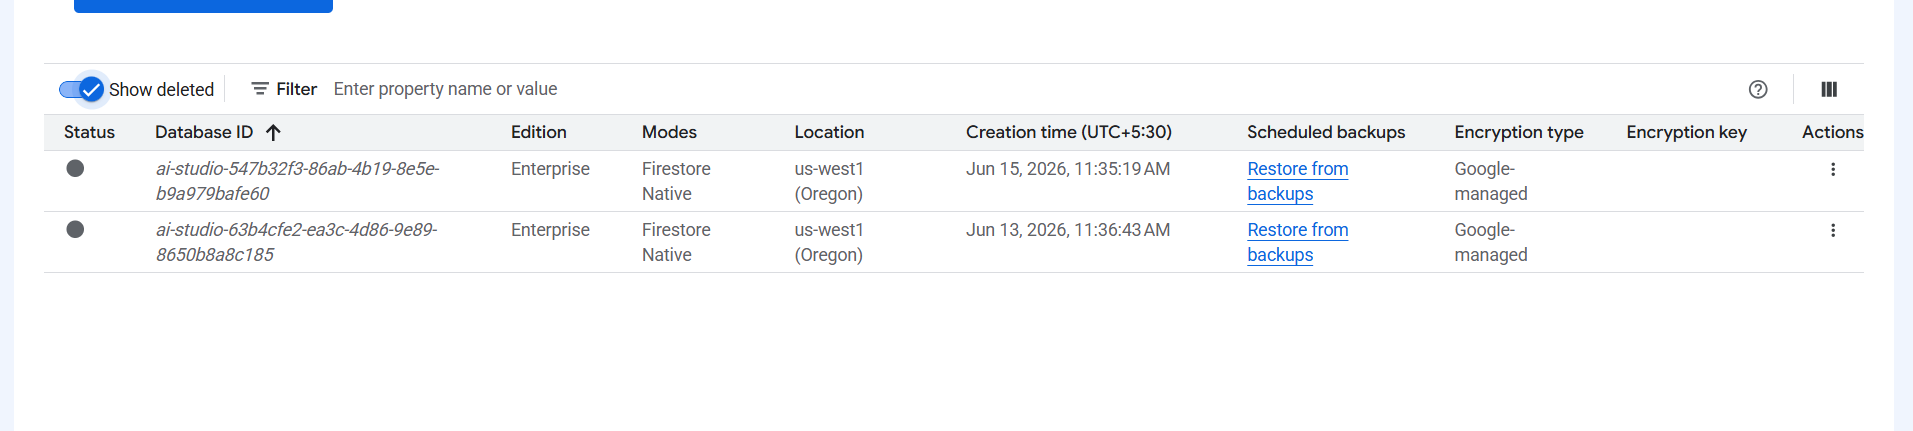 Show deleted Filter Enter property name or value
Status Database ID Edition Modes Location Creation time (UTC+5:30) Scheduled backups Encryption type Encryption key Actions
ai-studio-547b32f3-86ab-4b19-8e5e- Enterprise Firestore us-west1 Jun 15, 2026, 11:35:19 AM Restore from Google-
b9a979bafe60 Native (Oregon) backups managed
ai-studio-63b4cfe2-ea3c-4d86-9e89- Enterprise Firestore us-west1 Jun 13, 2026, 11:36:43 AM Restore from Google-
8650b8a8c185 Native (Oregon) backups managed